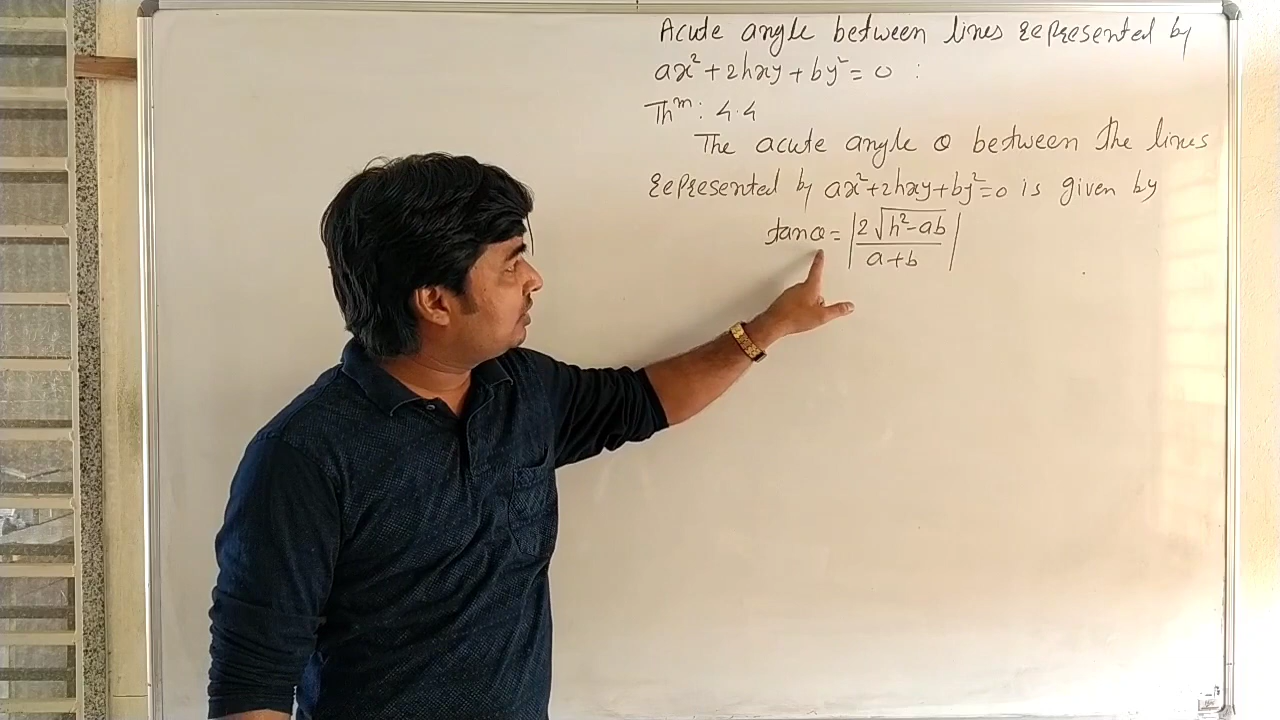 Acute angle between lines represented by
ax²+2hxy+by²=0 :
Thᵐ: 4.4
The acute angle θ between the lines
represented by ax²+2hxy+by²=0 is given by
tanθ = |2√(h²-ab) / a+b|